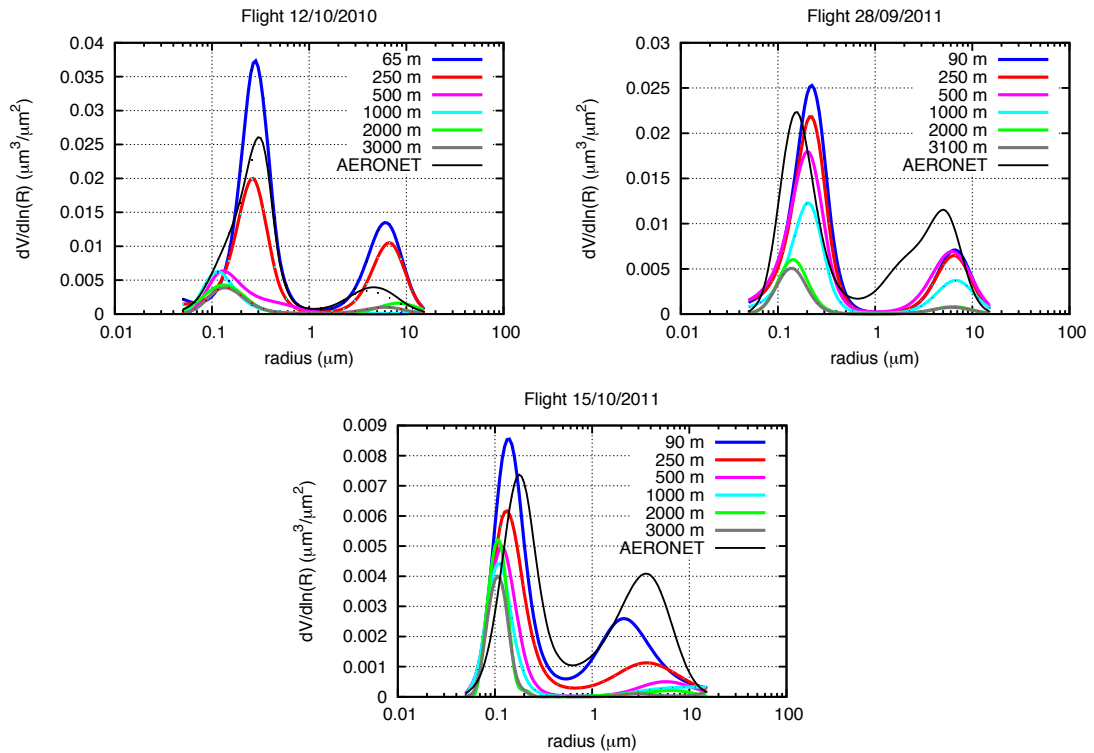 Flight 12/10/2010
dV/dln(R) (μm³/μm²)
0.04
0.035
0.03
0.025
0.02
0.015
0.01
0.005
0
65 m
250 m
500 m
1000 m
2000 m
3000 m
AERONET
0.01 0.1 1 10 100
radius (μm)
Flight 28/09/2011
dV/dln(R) (μm³/μm²)
0.03
0.025
0.02
0.015
0.01
0.005
0
90 m
250 m
500 m
1000 m
2000 m
3100 m
AERONET
0.01 0.1 1 10 100
radius (μm)
Flight 15/10/2011
dV/dln(R) (μm³/μm²)
0.009
0.008
0.007
0.006
0.005
0.004
0.003
0.002
0.001
0
90 m
250 m
500 m
1000 m
2000 m
3000 m
AERONET
0.01 0.1 1 10 100
radius (μm)